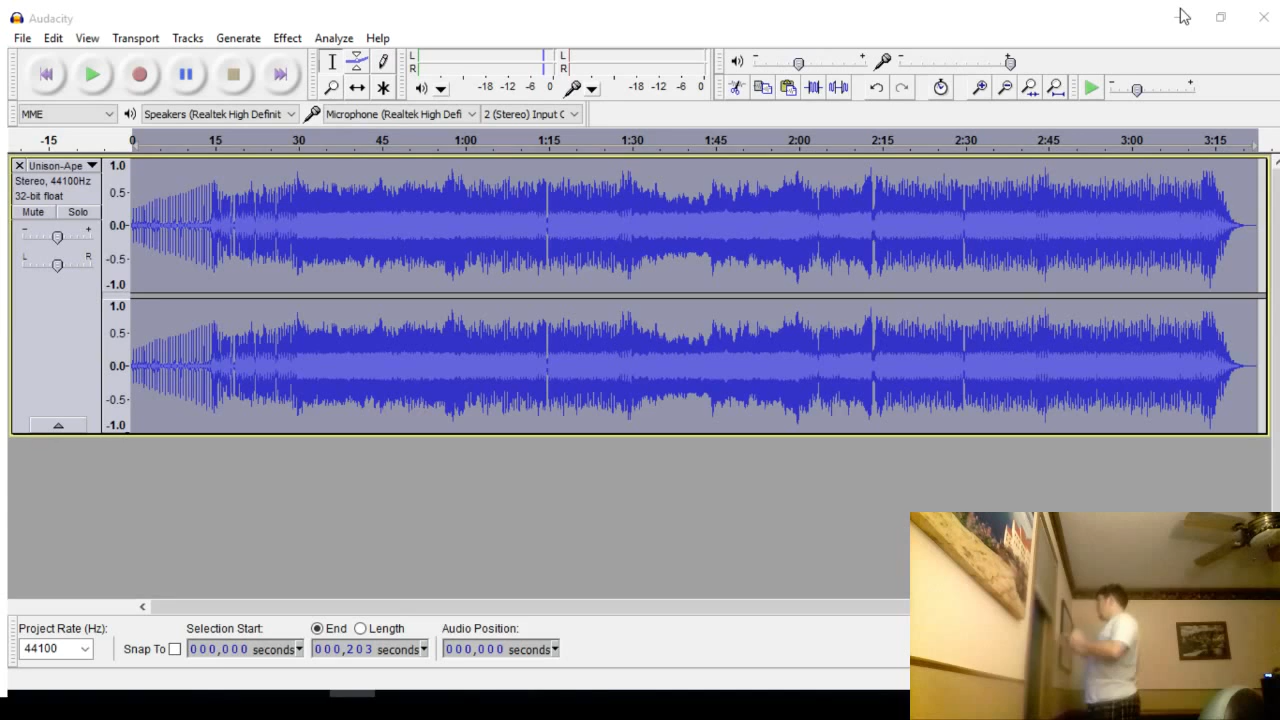 Audacity
File Edit View Transport Tracks Generate Effect Analyze Help
L
R
-18 -12 -6 0
L
R
-18 -12 -6 0
MME Speakers (Realtek High Definit Microphone (Realtek High Defi 2 (Stereo) Input C
-15 0 15 30 45 1:00 1:15 1:30 1:45 2:00 2:15 2:30 2:45 3:00 3:15
Unison-Ape
Stereo, 44100Hz
32-bit float
Mute Solo
- +
L R
1.0
0.5-
0.0-
-0.5-
-1.0
1.0
0.5-
0.0-
-0.5-
-1.0
Project Rate (Hz): Selection Start: End Length Audio Position:
44100 Snap To 000,000 seconds 000,203 seconds 000,000 seconds